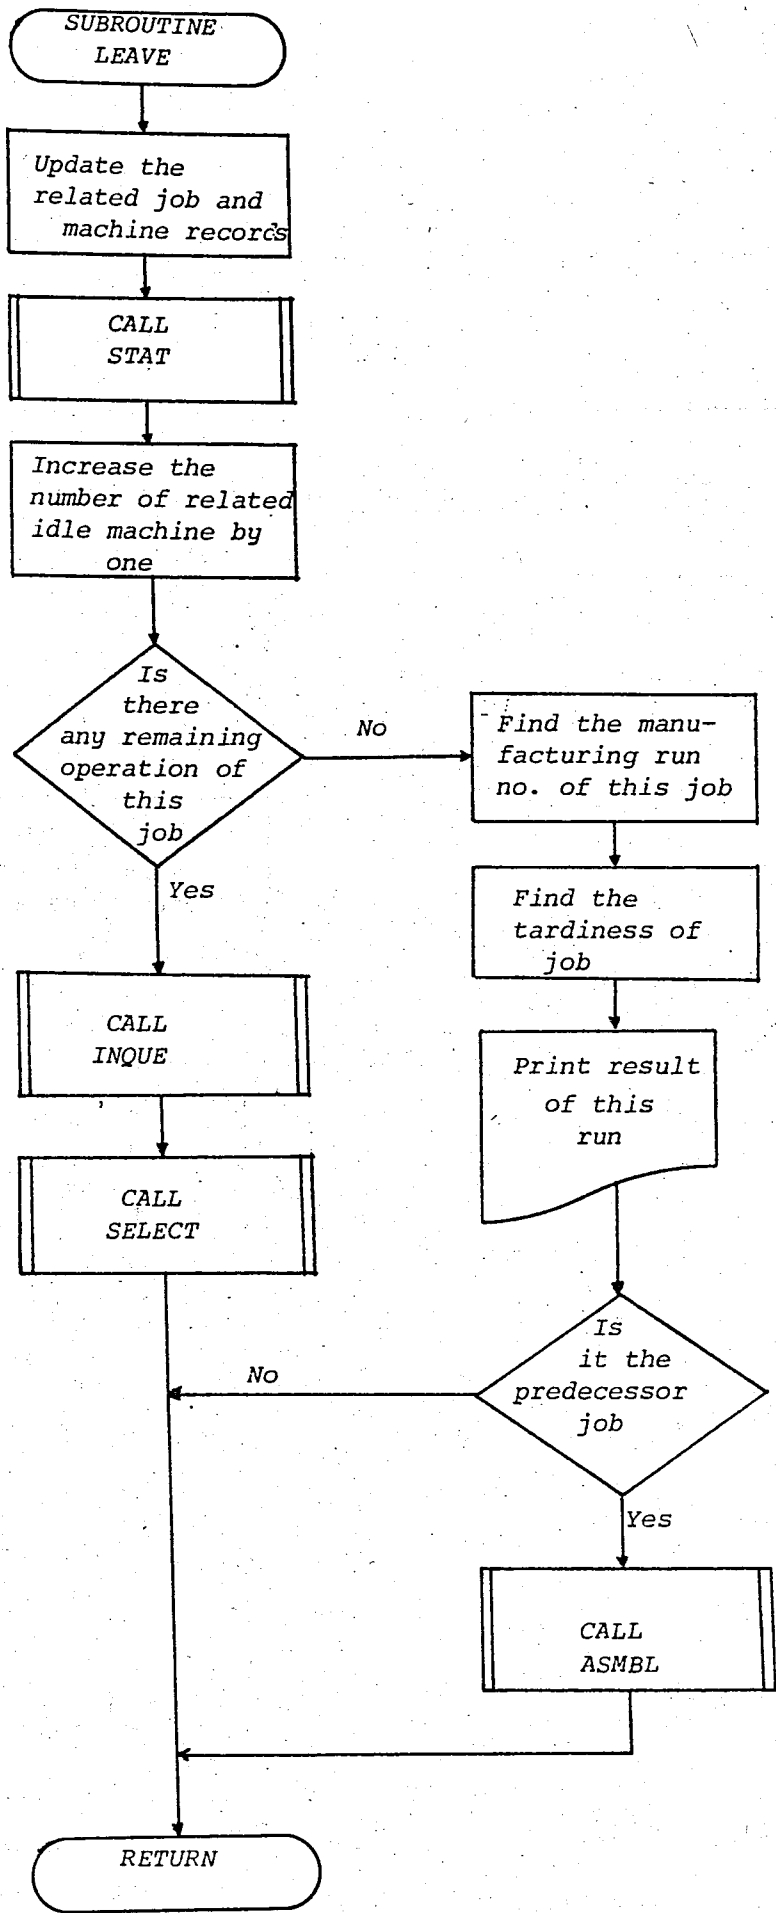 SUBROUTINE
LEAVE
Update the
related job and
machine records
CALL
STAT
Increase the
number of related
idle machine by
one
Is
there
any remaining
operation of
this
job
No
Yes
CALL
INQUE
CALL
SELECT
Find the manu-
facturing run
no. of this job
Find the
tardiness of
job
Print result
of this
run
Is
it the
predecessor
job
No
Yes
CALL
ASMBL
RETURN